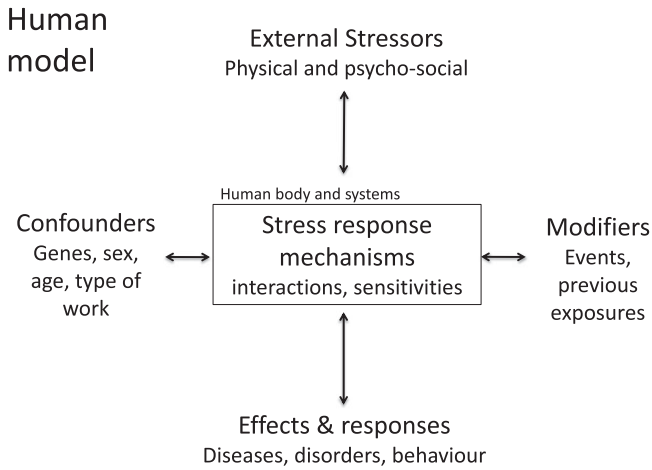 Human
model
External Stressors
Physical and psycho-social
Human body and systems
Confounders
Genes, sex,
age, type of
work
Stress response
mechanisms
interactions, sensitivities
Modifiers
Events,
previous
exposures
Effects & responses
Diseases, disorders, behaviour